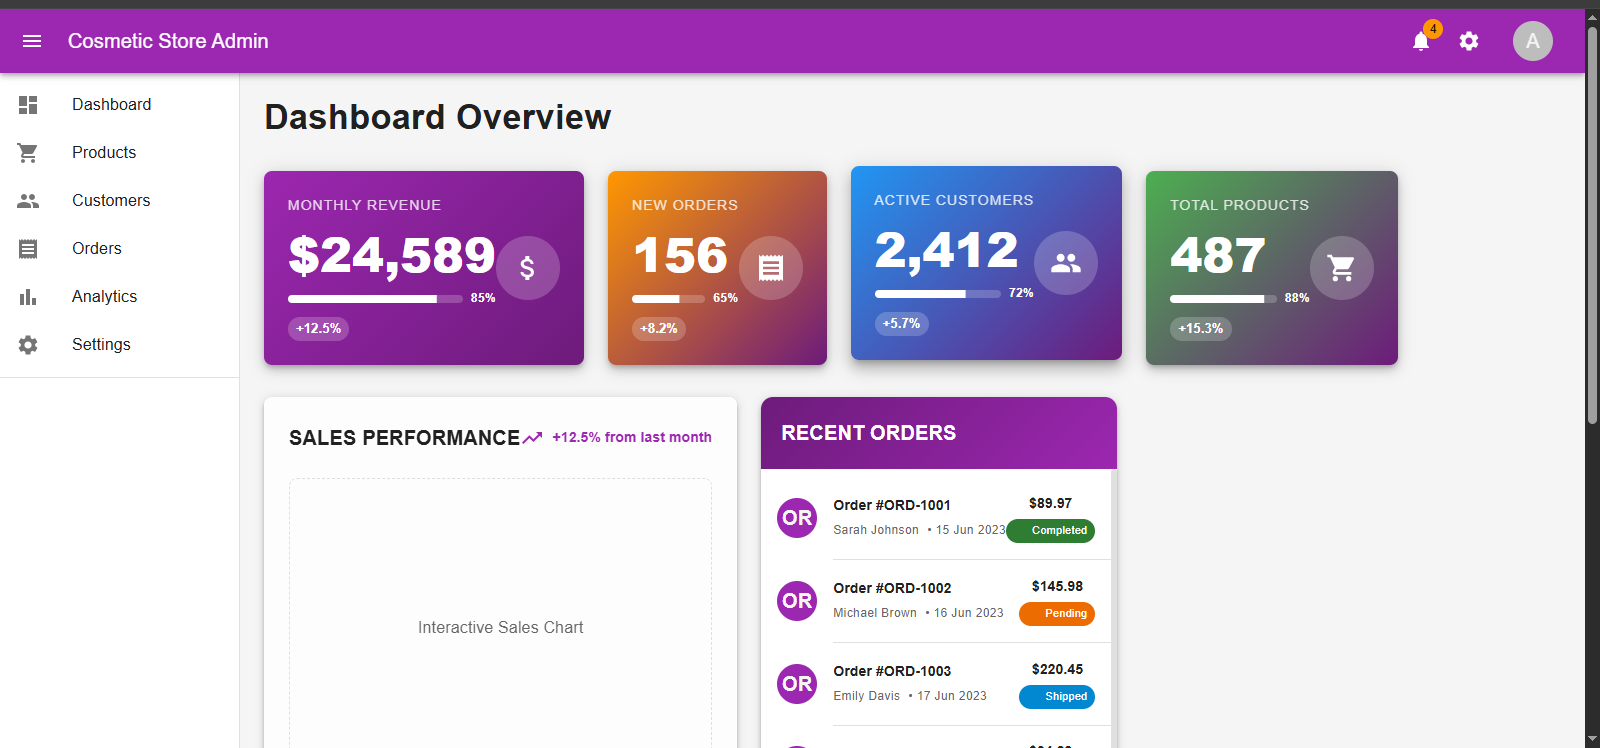 Cosmetic Store Admin
4
A
Dashboard
Products
Customers
Orders
Analytics
Settings
Dashboard Overview
MONTHLY REVENUE
$24,589
$
85%
+12.5%
NEW ORDERS
156
65%
+8.2%
ACTIVE CUSTOMERS
2,412
72%
+5.7%
TOTAL PRODUCTS
487
88%
+15.3%
SALES PERFORMANCE
+12.5% from last month
Interactive Sales Chart
RECENT ORDERS
OR
Order #ORD-1001
$89.97
Sarah Johnson • 15 Jun 2023
Completed
OR
Order #ORD-1002
$145.98
Michael Brown • 16 Jun 2023
Pending
OR
Order #ORD-1003
$220.45
Emily Davis • 17 Jun 2023
Shipped